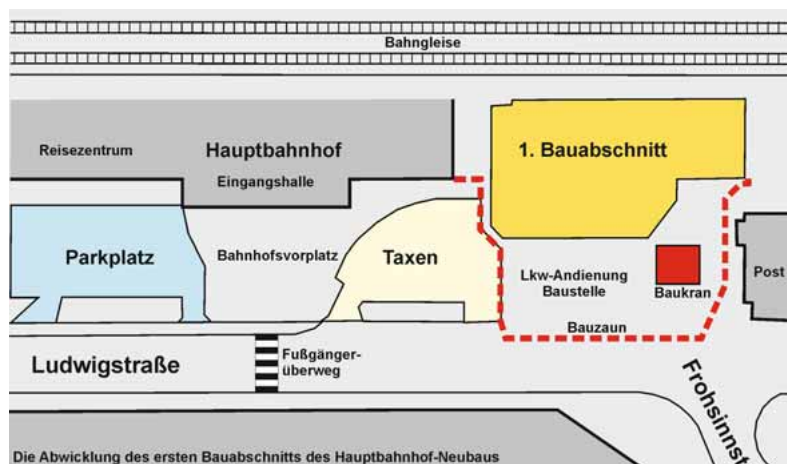 Bahngleise
Reisezentrum
Hauptbahnhof
Eingangshalle
1. Bauabschnitt
Parkplatz
Bahnhofsvorplatz
Taxen
Lkw-Andienung
Baustelle
Baukran
Post
Bauzaun
Ludwigstraße
Fußgänger-
überweg
Frohsinnst
Die Abwicklung des ersten Bauabschnitts des Hauptbahnhof-Neubaus